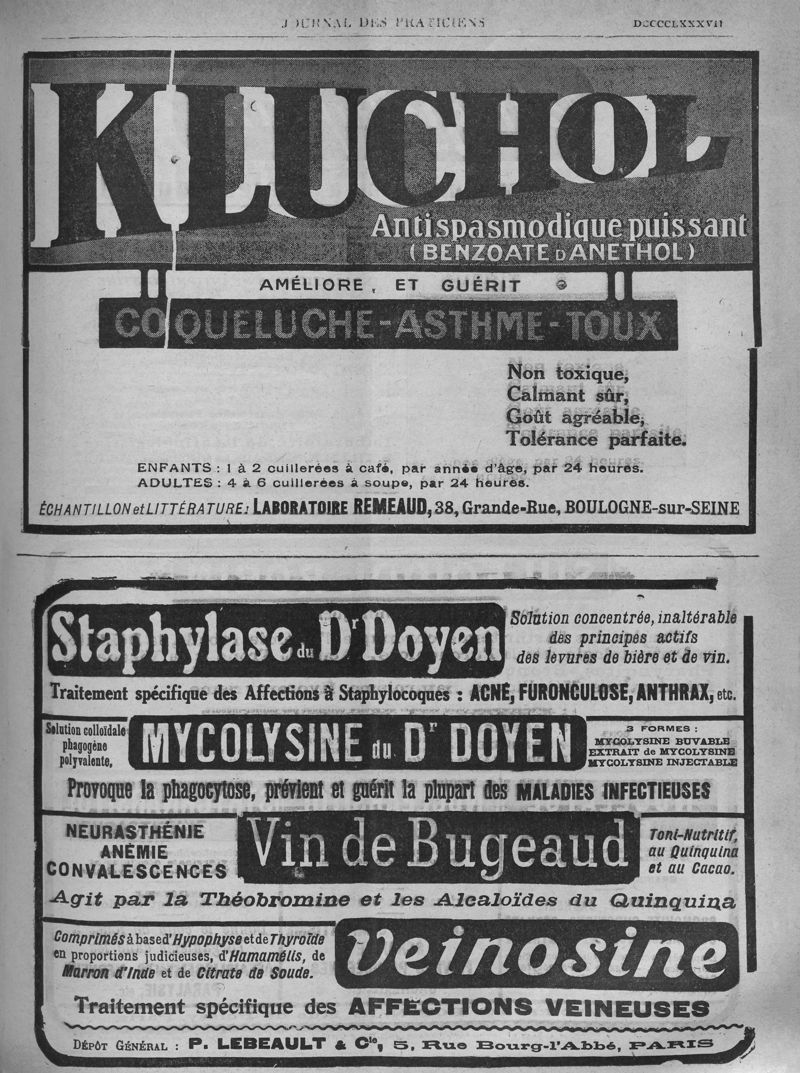 JOURNAL DES PRATICIENS
DCCCCLXXXVII
KLUCHOL
Antispasmodique puissant
(BENZOATE D'ANETHOL)
AMÉLIORE, ET GUÉRIT
COQUELUCHE-ASTHME-TOUX
Non toxique,
Calmant sûr,
Goût agréable,
Tolérance parfaite.
ENFANTS : 1 à 2 cuillerées à café, par année d'âge, par 24 heures.
ADULTES : 4 à 6 cuillerées à soupe, par 24 heures.
ÉCHANTILLON et LITTÉRATURE: LABORATOIRE REMEAUD, 38, Grande-Rue, BOULOGNE-sur-SEINE
Staphylase du Dr Doyen
Solution concentrée, inaltérable
des principes actifs
des levures de bière et de vin.
Traitement spécifique des Affections à Staphylocoques : ACNÉ, FURONCULOSE, ANTHRAX, etc.
Solution colloïdale
phagogène
polyvalente,
MYCOLYSINE du Dr DOYEN
3 FORMES :
MYCOLYSINE BUVABLE
EXTRAIT de MYCOLYSINE
MYCOLYSINE INJECTABLE
Provoque la phagocytose, prévient et guérit la plupart des MALADIES INFECTIEUSES
NEURASTHÉNIE
ANÉMIE
CONVALESCENCES
Vin de Bugeaud
Toni-Nutritif,
au Quinquina
et au Cacao.
Agit par la Théobromine et les Alcaloïdes du Quinquina
Comprimés à base d'Hypophyse et de Thyroïde
en proportions judicieuses, d'Hamamélis, de
Marron d'Inde et de Citrate de Soude.
Veinosine
Traitement spécifique des AFFECTIONS VEINEUSES
DÉPÔT GÉNÉRAL : P. LEBEAULT & Cie, 5, Rue Bourg-l'Abbé, PARIS